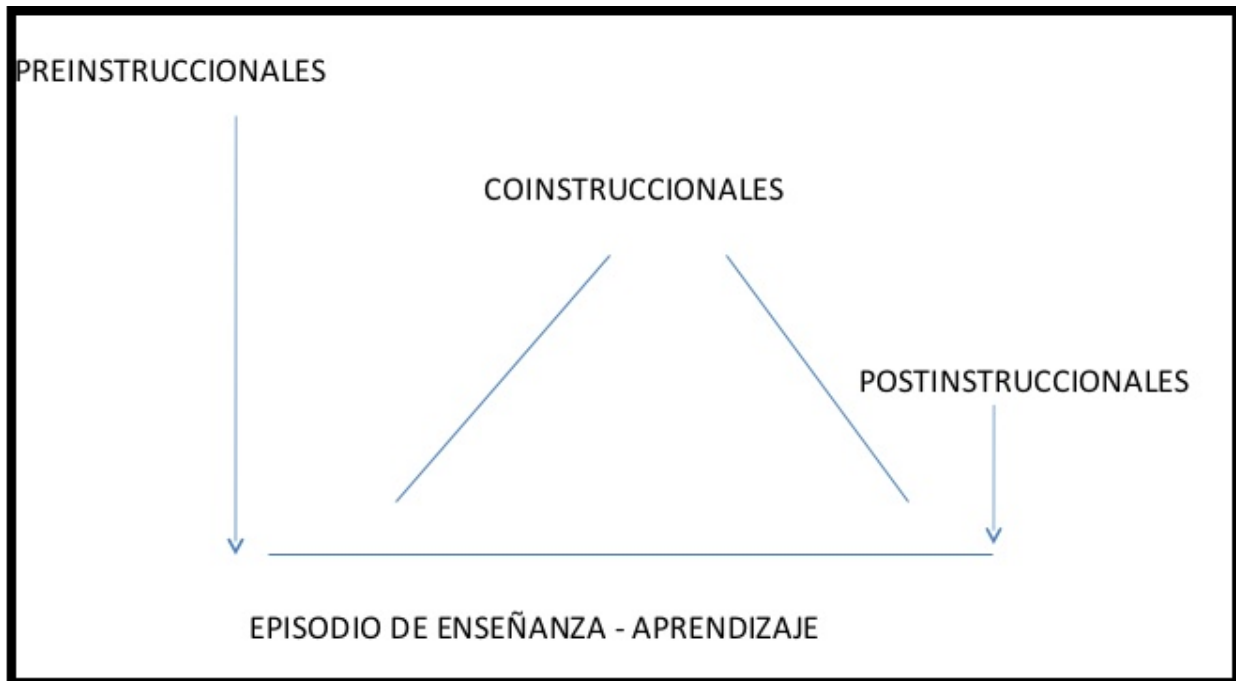 PREINSTRUCCIONALES
COINSTRUCCIONALES
POSTINSTRUCCIONALES
EPISODIO DE ENSEÑANZA - APRENDIZAJE